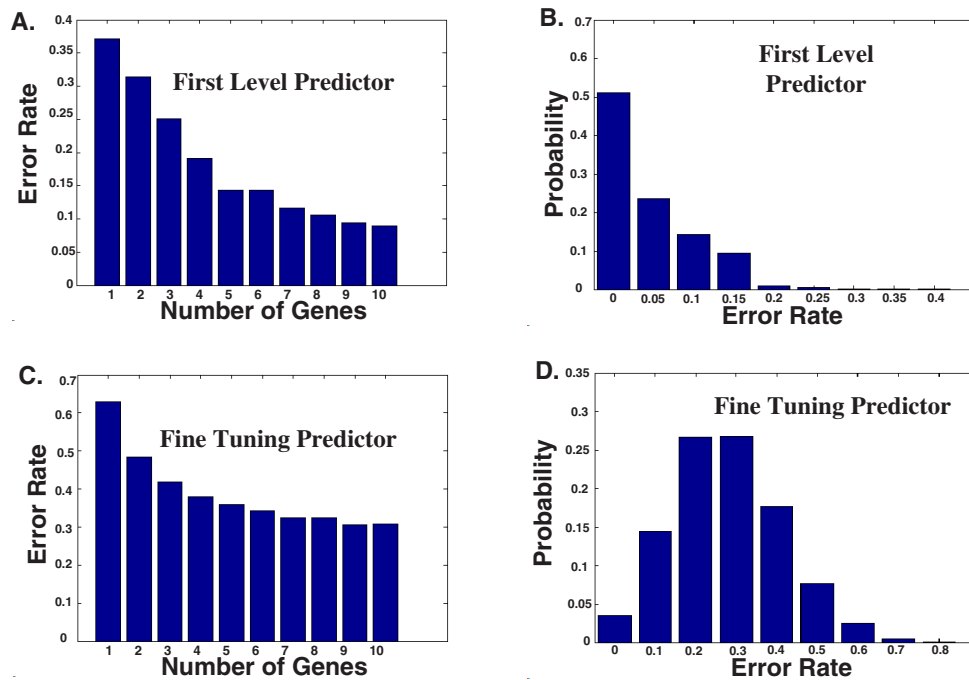 A.
0.4
0.35
0.3
0.25
0.2
0.15
0.1
0.05
0
Error Rate
First Level Predictor
1 2 3 4 5 6 7 8 9 10
Number of Genes
B.
0.7
0.6
0.5
0.4
0.3
0.2
0.1
0
Probability
First Level
Predictor
0 0.05 0.1 0.15 0.2 0.25 0.3 0.35 0.4
Error Rate
C.
0.7
0.6
0.5
0.4
0.3
0.2
0.1
0
Error Rate
Fine Tuning Predictor
1 2 3 4 5 6 7 8 9 10
Number of Genes
D.
0.35
0.3
0.25
0.2
0.15
0.1
0.05
0
Probability
Fine Tuning Predictor
0 0.1 0.2 0.3 0.4 0.5 0.6 0.7 0.8
Error Rate